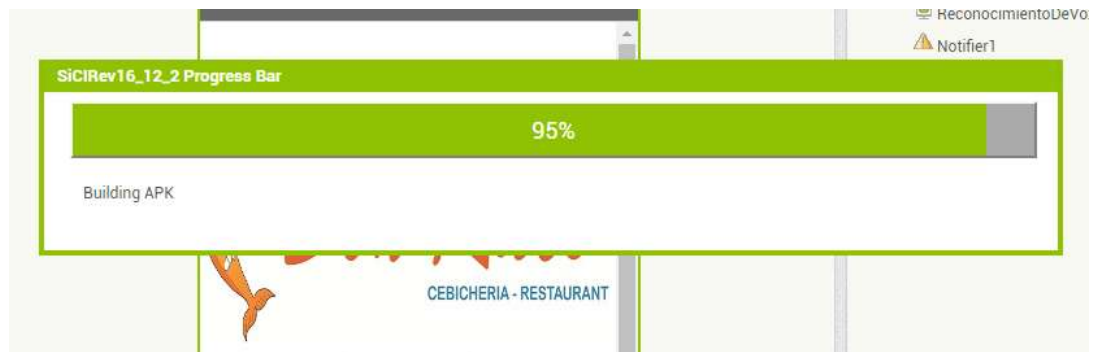 ReconocimientoDeVo
Notifier1
SiCIRev16_12_2 Progress Bar
95%
Building APK
CEBICHERIA - RESTAURANT